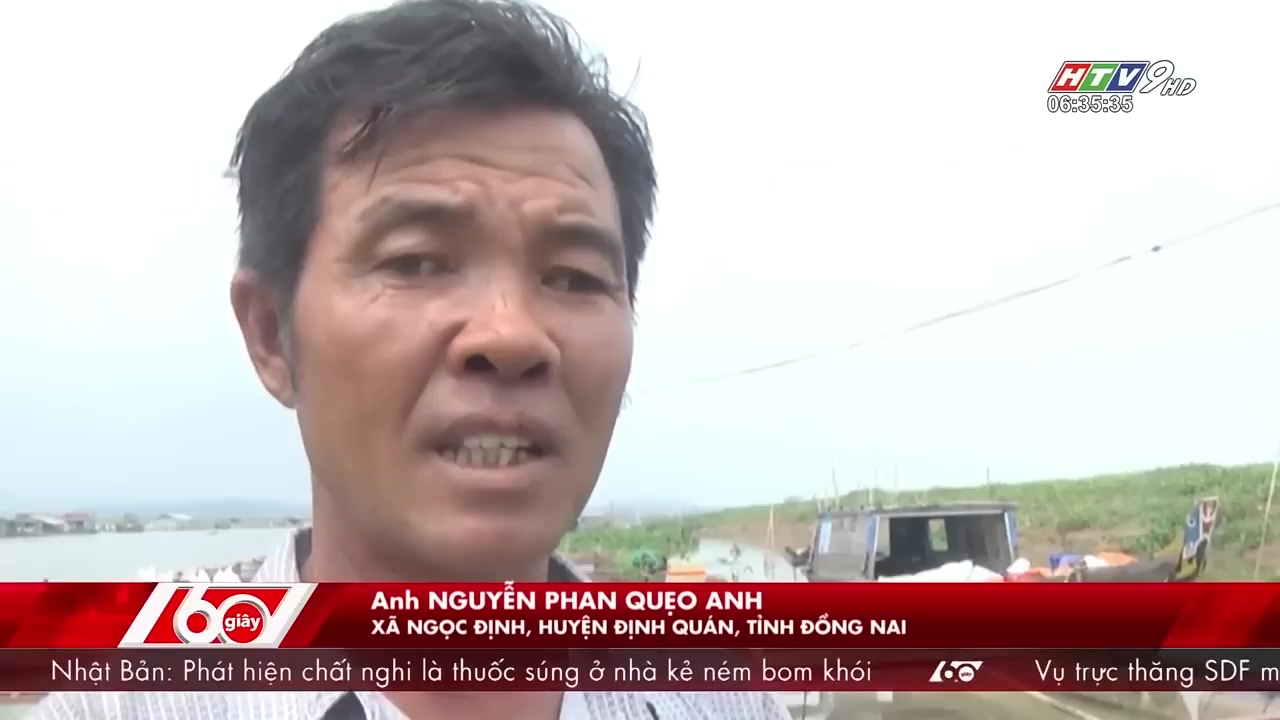 HTV9 HD
06:35:35
60 giây
Anh NGUYỄN PHAN QUẸO ANH
XÃ NGỌC ĐỊNH, HUYỆN ĐỊNH QUÁN, TỈNH ĐỒNG NAI
Nhật Bản: Phát hiện chất nghi là thuốc súng ở nhà kẻ ném bom khói 60 giây Vụ trực thăng SDF m